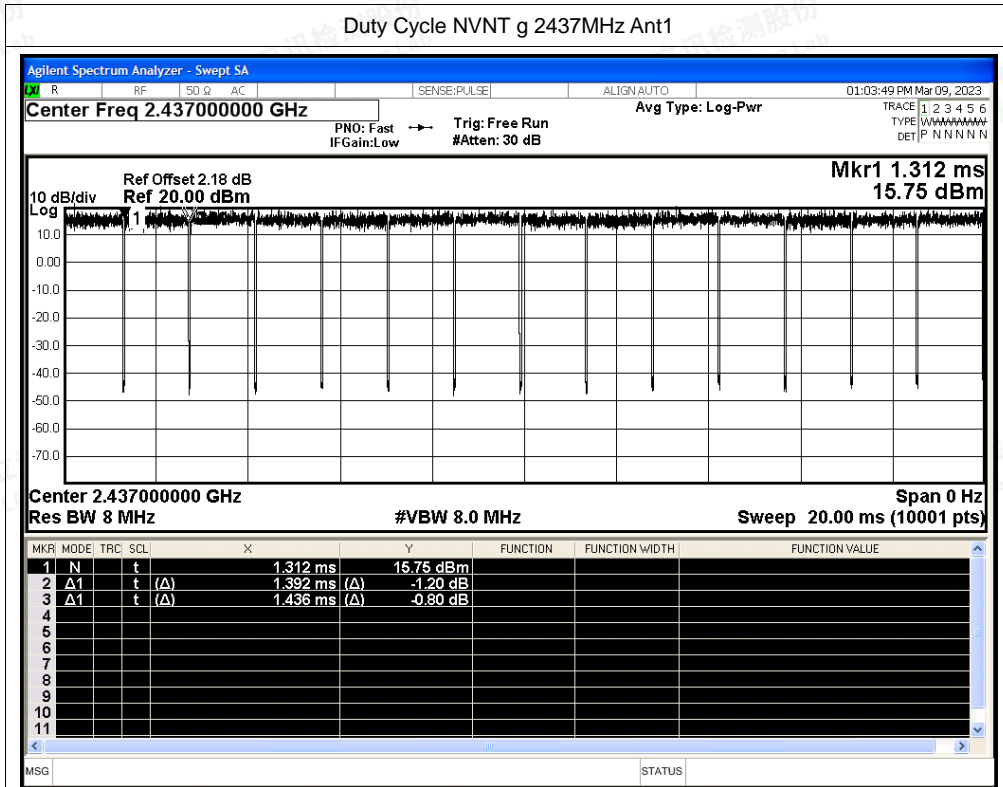 Duty Cycle NVNT g 2437MHz Ant1
Agilent Spectrum Analyzer - Swept SA
LXI R RF 50 Ω AC SENSE:PULSE ALIGN AUTO 01:03:49 PM Mar 09, 2023
Center Freq 2.437000000 GHz Avg Type: Log-Pwr TRACE 1 2 3 4 5 6
PNO: Fast Trig: Free Run TYPE WWWWWW
IFGain:Low #Atten: 30 dB DET P N N N N N
Mkr1 1.312 ms
Ref Offset 2.18 dB
10 dB/div Ref 20.00 dBm 15.75 dBm
Log
1
10.0
0.00
-10.0
-20.0
-30.0
-40.0
-50.0
-60.0
-70.0
Center 2.437000000 GHz Span 0 Hz
Res BW 8 MHz #VBW 8.0 MHz Sweep 20.00 ms (10001 pts)
MKR MODE TRC SCL X Y FUNCTION FUNCTION WIDTH FUNCTION VALUE
1 N t 1.312 ms 15.75 dBm
2 Δ1 t (Δ) 1.392 ms (Δ) -1.20 dB
3 Δ1 t (Δ) 1.436 ms (Δ) -0.80 dB
4
5
6
7
8
9
10
11
MSG STATUS